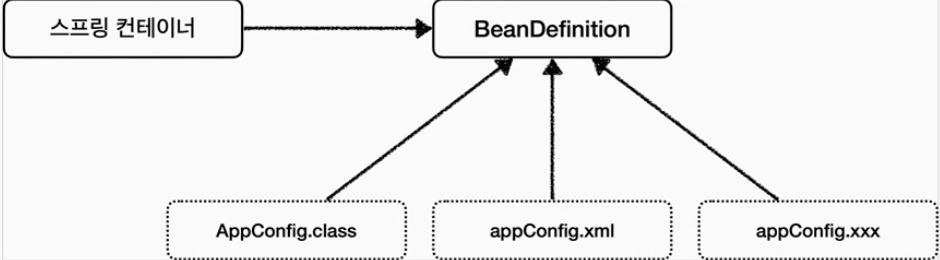 스프링 컨테이너
BeanDefinition
AppConfig.class
appConfig.xml
appConfig.xxx